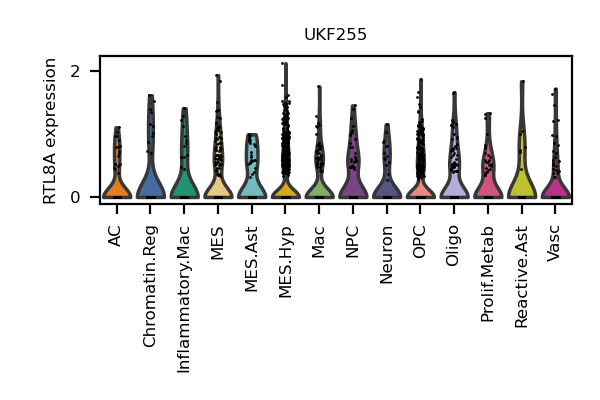 UKF255
RTL8A expression
2
0
AC
Chromatin.Reg
Inflammatory.Mac
MES
MES.Ast
MES.Hyp
Mac
NPC
Neuron
OPC
Oligo
Prolif.Metab
Reactive.Ast
Vasc